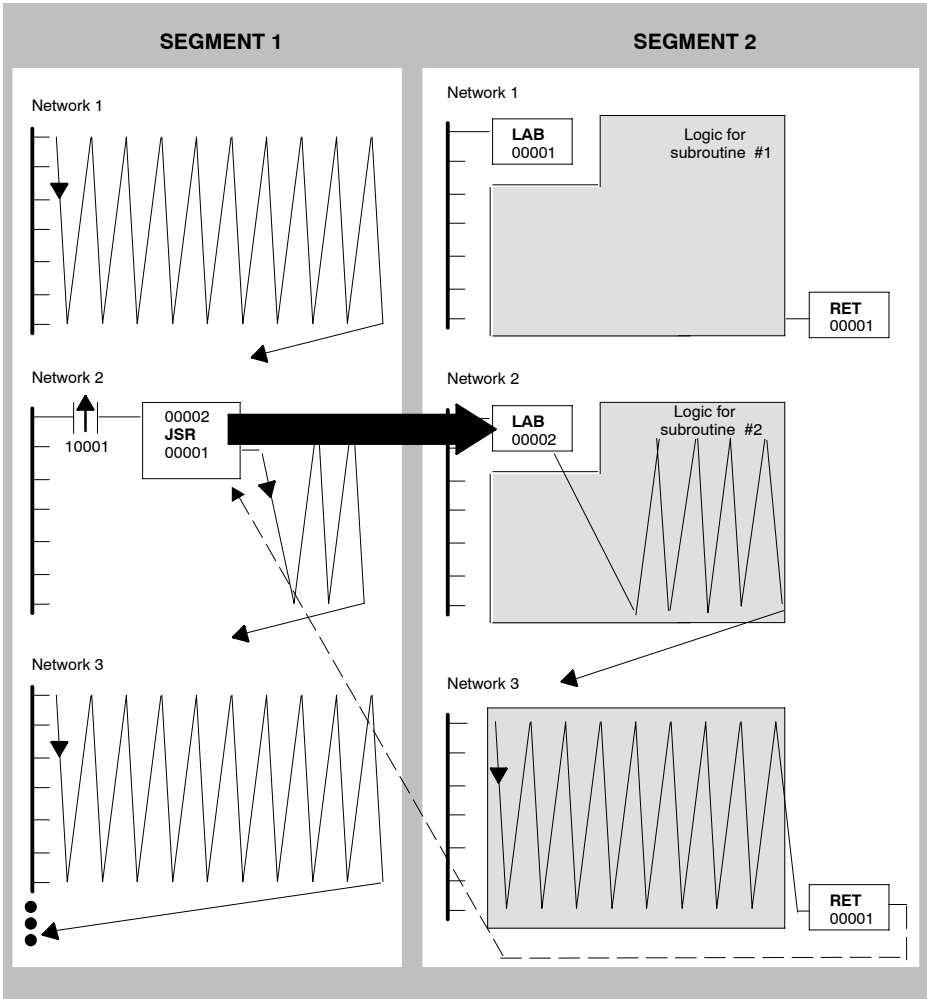 SEGMENT 1
Network 1
Network 2
10001
00002
JSR
00001
Network 3
SEGMENT 2
Network 1
LAB
00001
Logic for
subroutine #1
RET
00001
Network 2
LAB
00002
Logic for
subroutine #2
Network 3
RET
00001